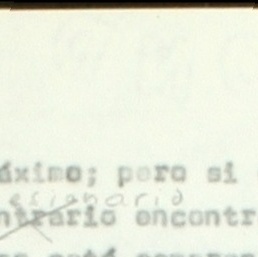 áximo; pero si
esionario
ntrario encontr